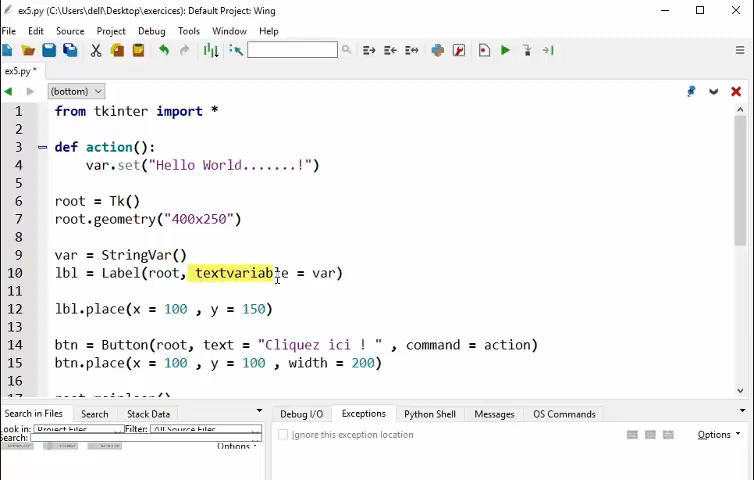 ex5.py (C:\Users\dell\Desktop\exercices): Default Project: Wing
File Edit Source Project Debug Tools Window Help
ex5.py *
(bottom)
1 from tkinter import *
2
3 def action():
4 var.set("Hello World.......!")
5
6 root = Tk()
7 root.geometry("400x250")
8
9 var = StringVar()
10 lbl = Label(root, textvariable = var)
11
12 lbl.place(x = 100 , y = 150)
13
14 btn = Button(root, text = "Cliquez ici ! " , command = action)
15 btn.place(x = 100 , y = 100 , width = 200)
16
17 root.mainloop()
Search in Files Search Stack Data
Look in: Project Files Filter: All Source Files
Search:
Options
Debug I/O Exceptions Python Shell Messages OS Commands
Ignore this exception location
Options